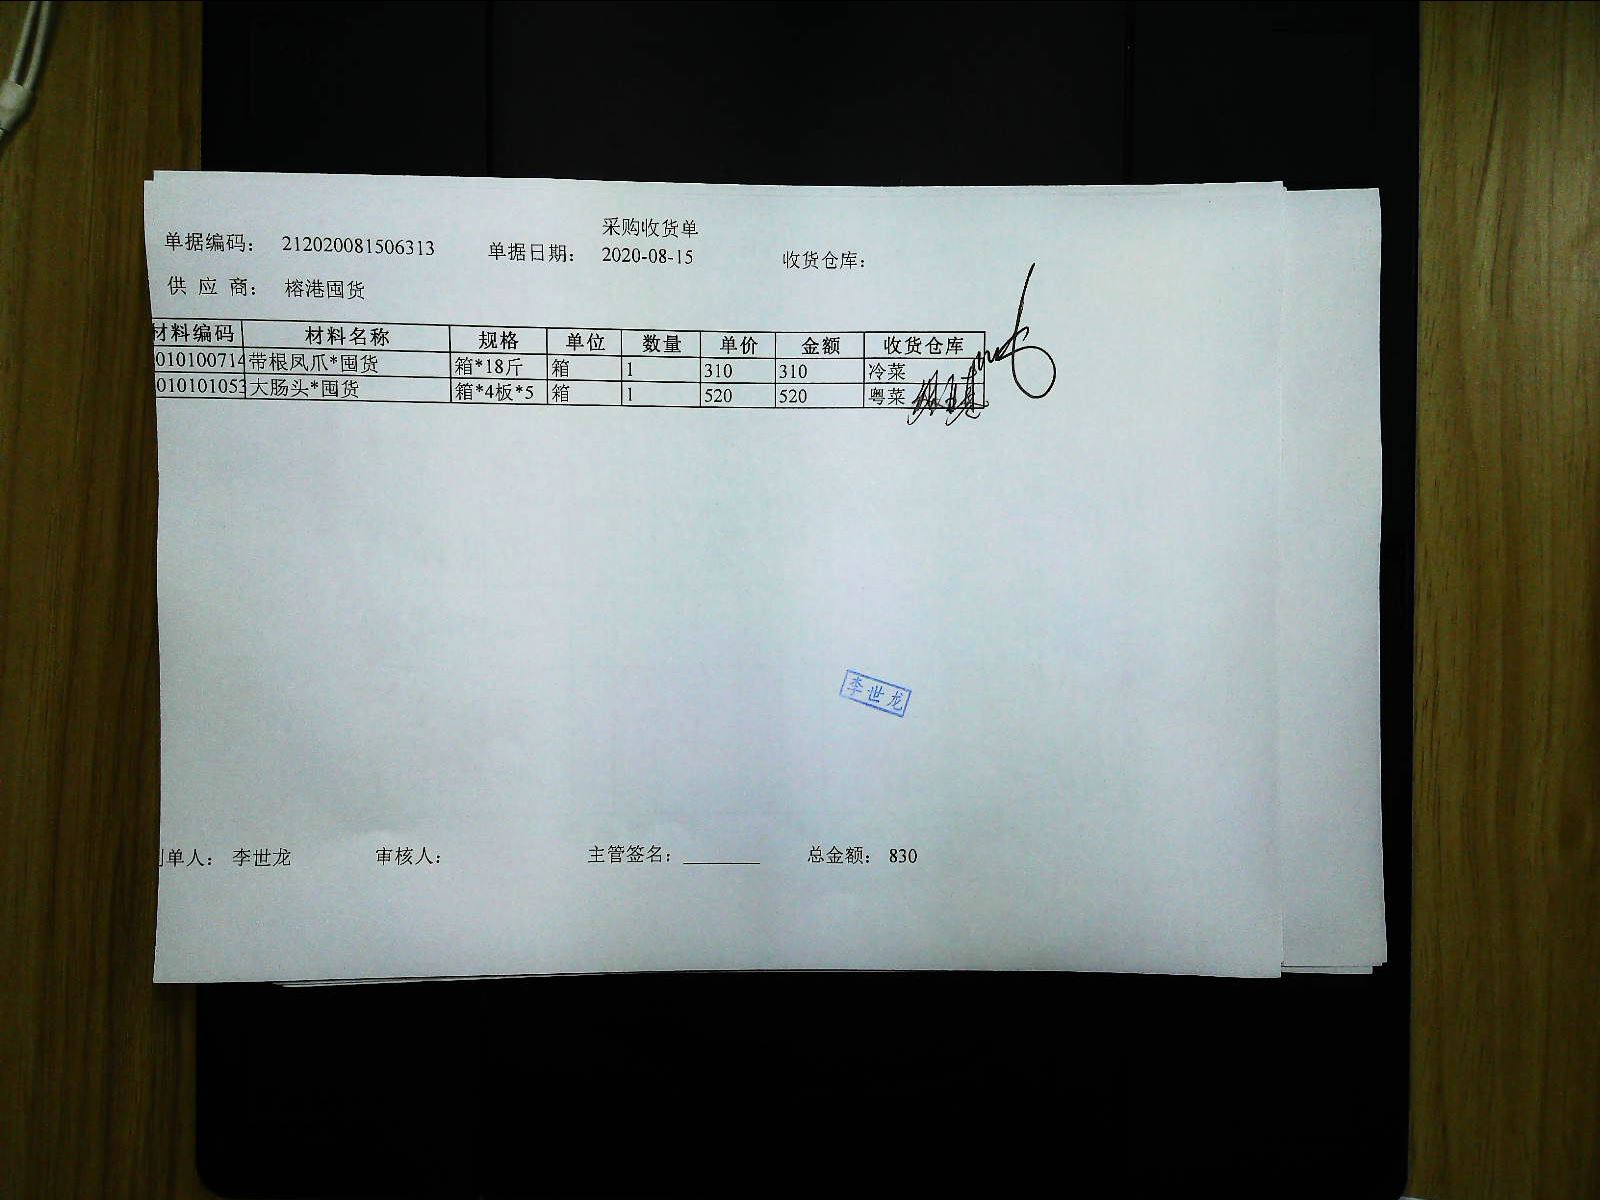 采购收货单
单据编码： 212020081506313 单据日期： 2020-08-15 收货仓库：
供 应 商： 榕港囤货
材料编码 材料名称 规格 单位 数量 单价 金额 收货仓库
010100714 带根凤爪*囤货 箱*18斤 箱 1 310 310 冷菜
010101053 大肠头*囤货 箱*4板*5 箱 1 520 520 粤菜
李世龙
制单人： 李世龙 审核人： 主管签名：________ 总金额： 830